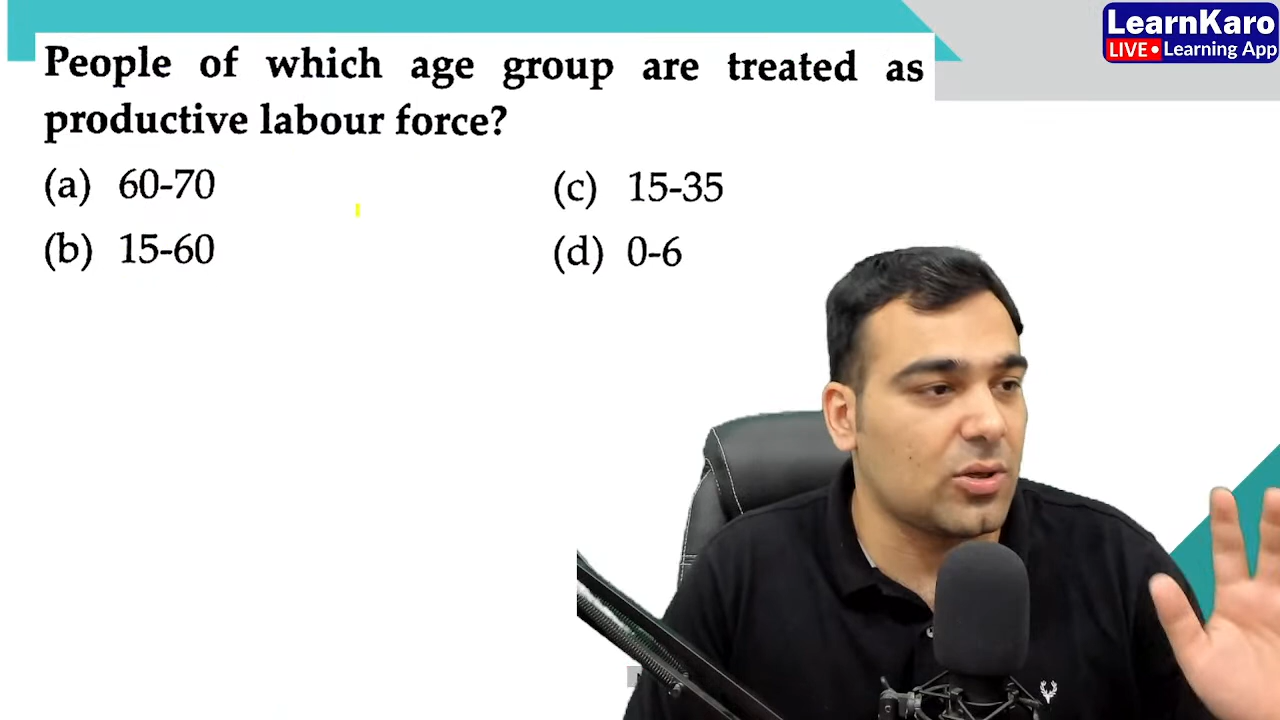 LearnKaro
LIVE • Learning App
People of which age group are treated as
productive labour force?
(a) 60-70
(c) 15-35
(b) 15-60
(d) 0-6